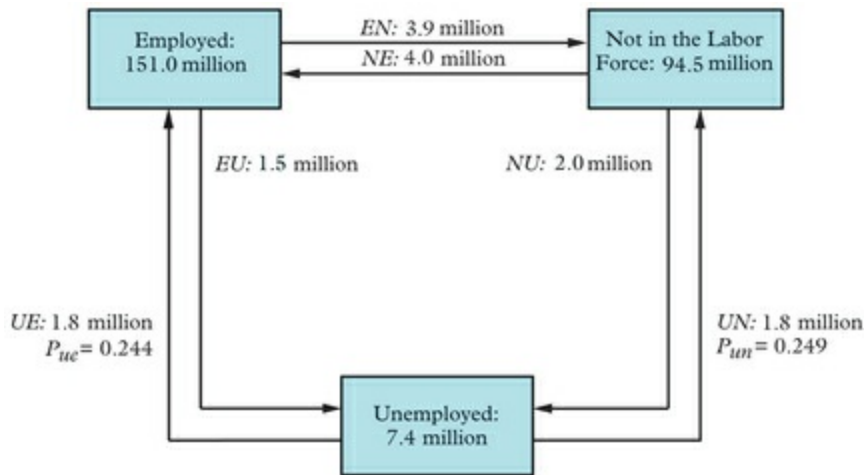 Employed:
151.0 million
EN: 3.9 million
NE: 4.0 million
Not in the Labor
Force: 94.5 million
EU: 1.5 million
NU: 2.0 million
UE: 1.8 million
Pue= 0.244
UN: 1.8 million
Pun= 0.249
Unemployed:
7.4 million